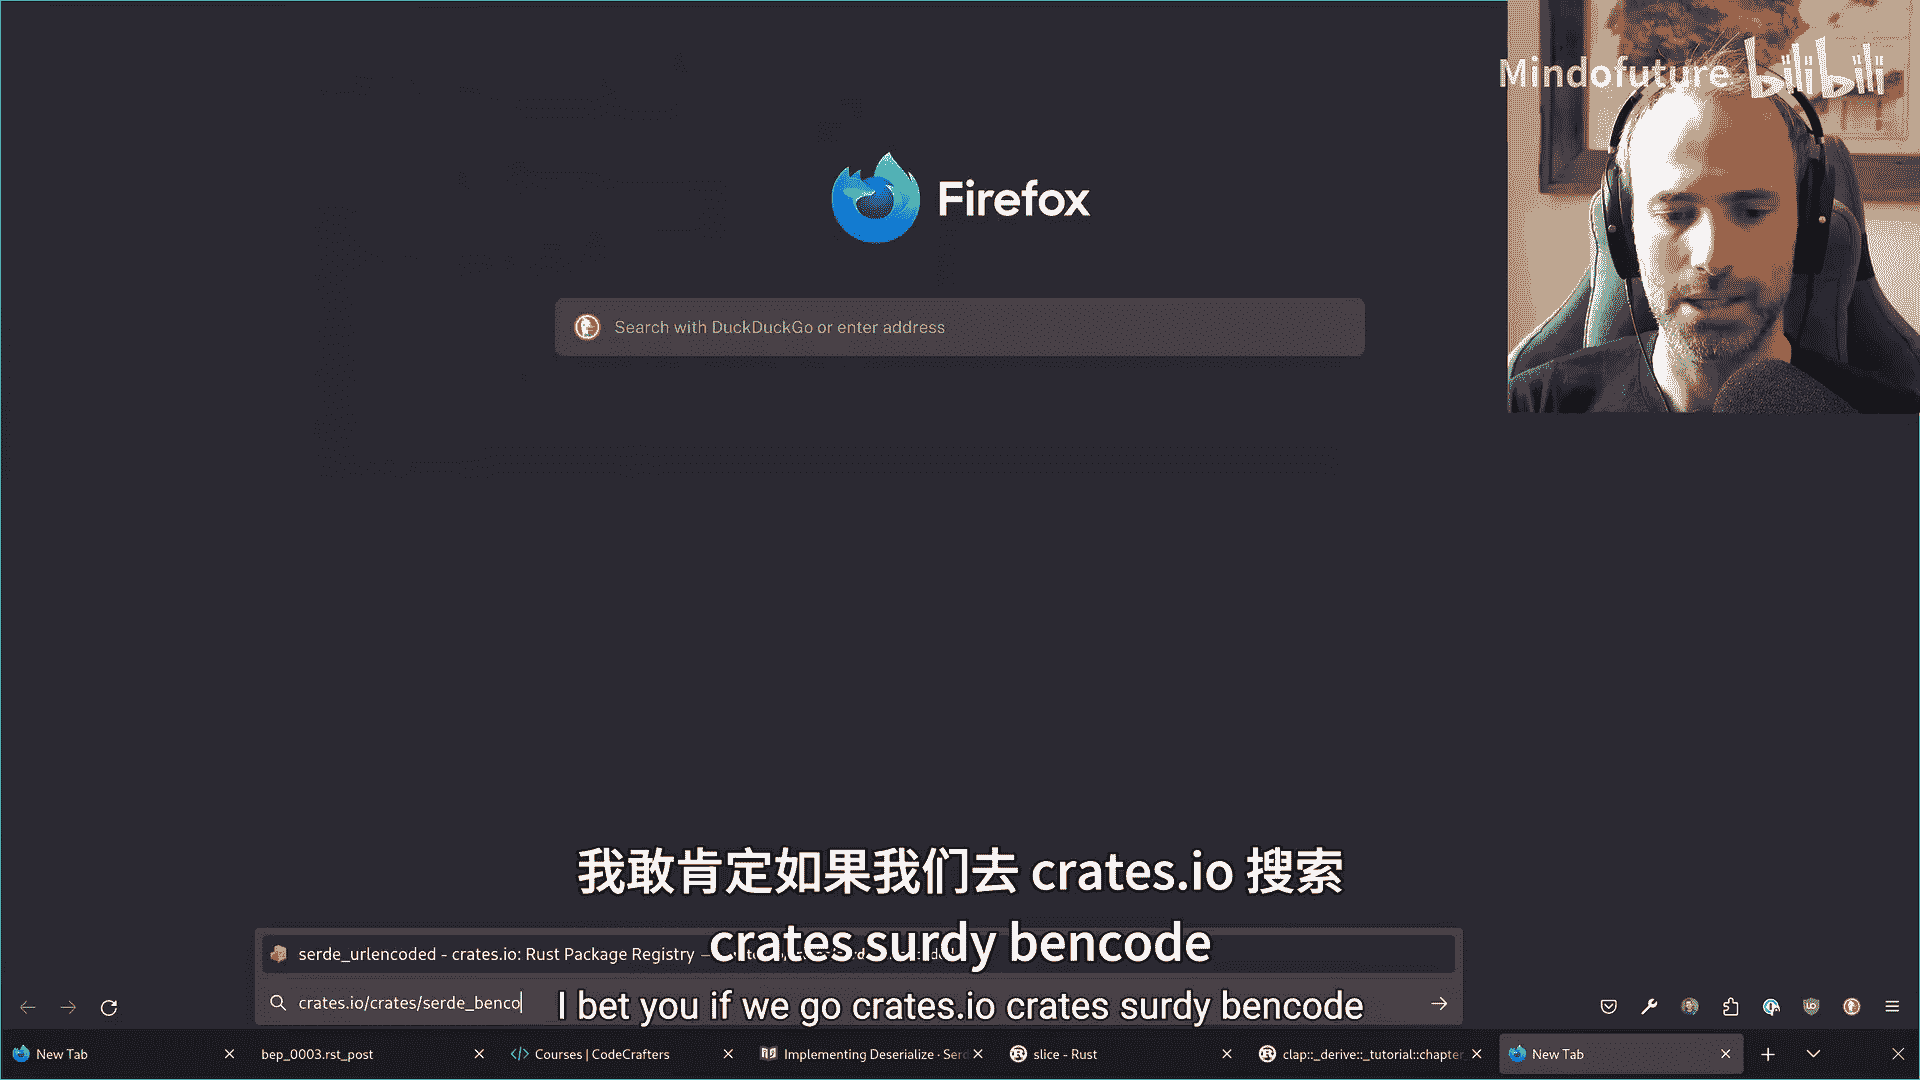 Mindofuture bilibili
Firefox
Search with DuckDuckGo or enter address
我敢肯定如果我们去 crates.io 搜索
crates surdy bencode
serde_urlencoded - crates.io: Rust Package Registry —
crates.io/crates/serde_benco
I bet you if we go crates.io crates surdy bencode
New Tab
bep_0003.rst_post
Courses | CodeCrafters
Implementing Deserialize · Serd
slice - Rust
clap::_derive::_tutorial::chapter_
New Tab